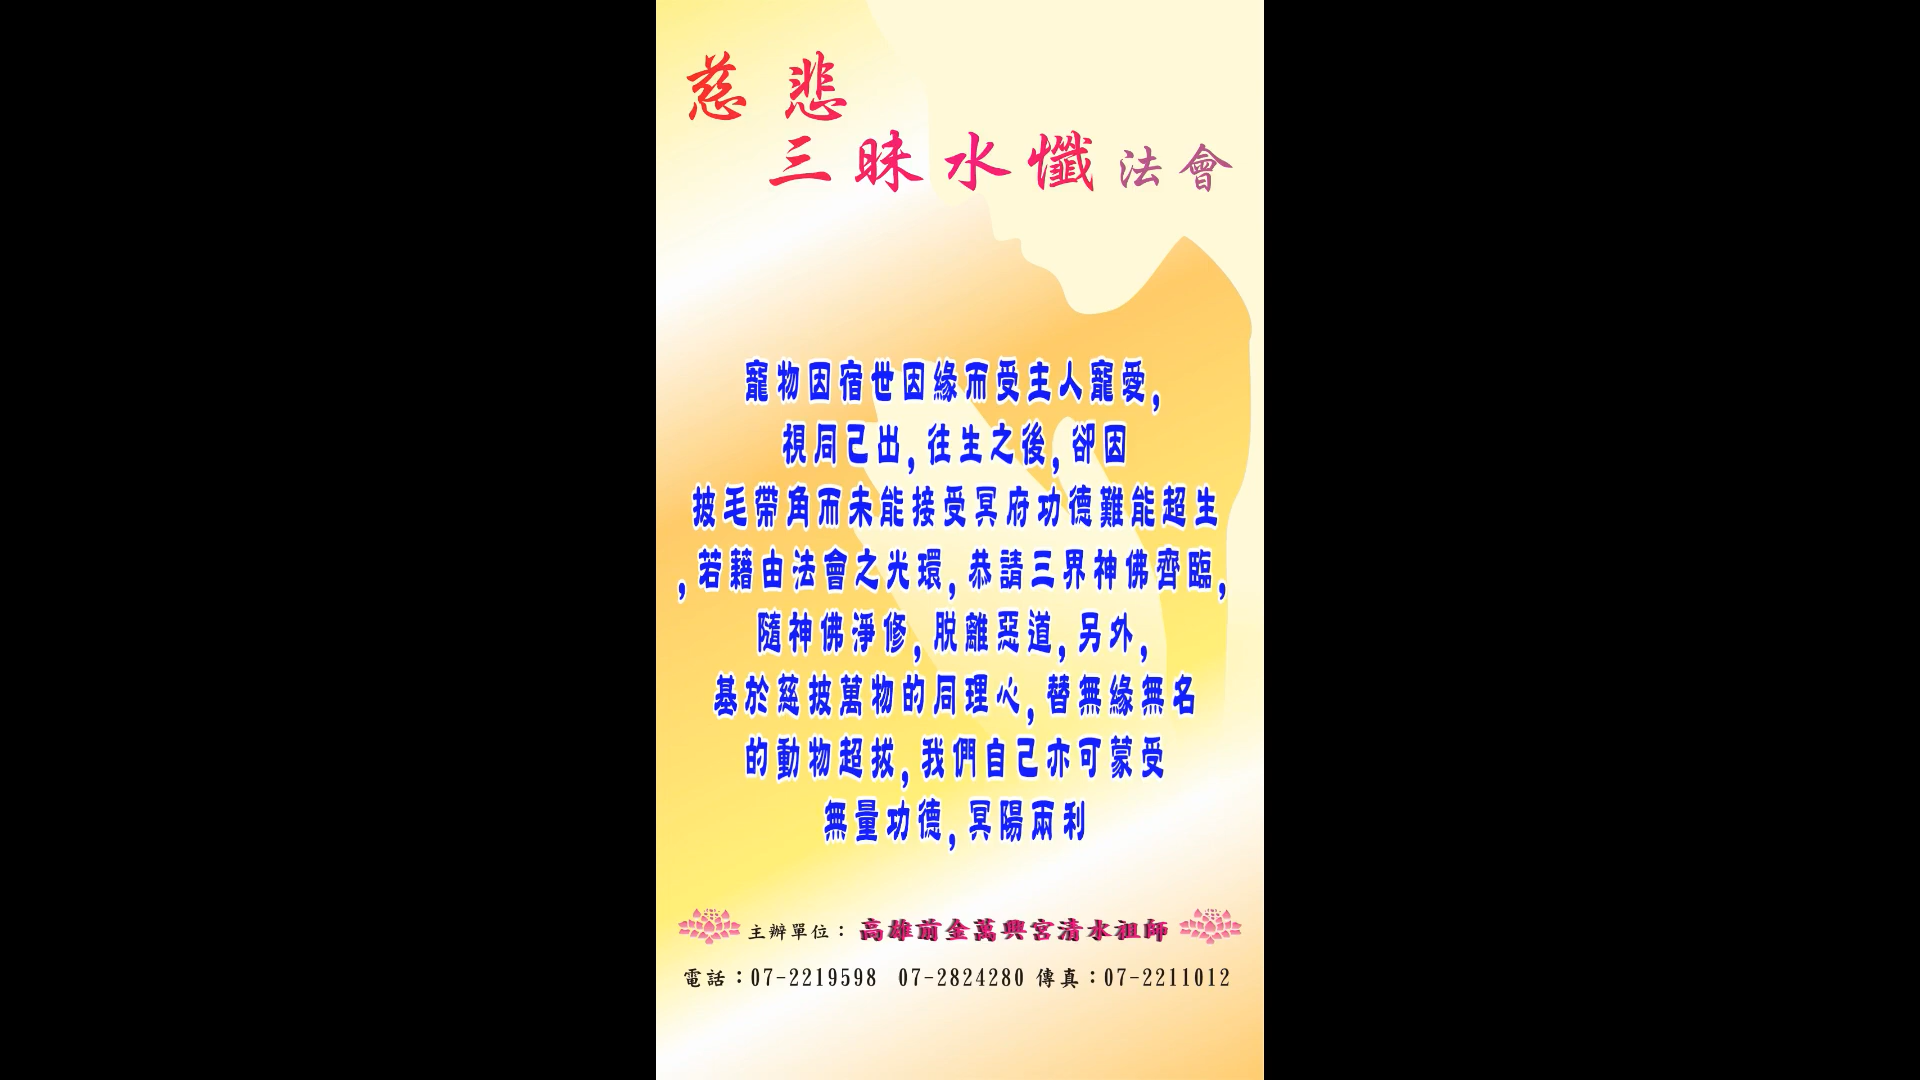 慈悲
三昧水懺法會
寵物因宿世因緣而受主人寵愛,
視同己出,往生之後,卻因
披毛帶角而未能接受冥府功德難能超生
,若藉由法會之光環,恭請三界神佛齊臨,
隨神佛淨修,脫離惡道,另外,
基於慈披萬物的同理心,替無緣無名
的動物超拔,我們自己亦可蒙受
無量功德,冥陽兩利
主辦單位：高雄前金萬興宮清水祖師
電話：07-2219598 07-2824280 傳真：07-2211012